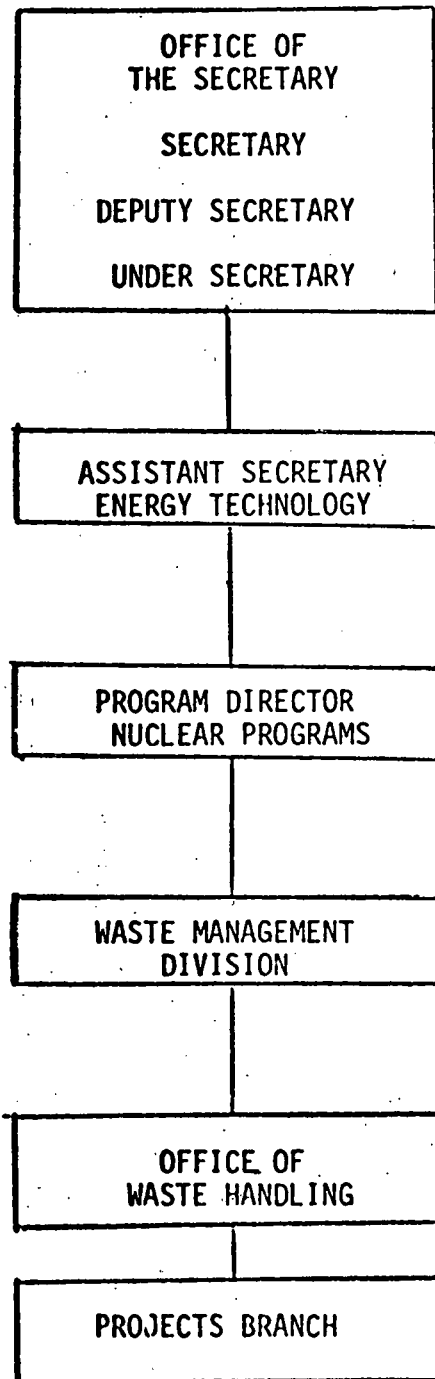 OFFICE OF
THE SECRETARY
SECRETARY
DEPUTY SECRETARY
UNDER SECRETARY
ASSISTANT SECRETARY
ENERGY TECHNOLOGY
PROGRAM DIRECTOR
NUCLEAR PROGRAMS
WASTE MANAGEMENT
DIVISION
OFFICE OF
WASTE HANDLING
PROJECTS BRANCH